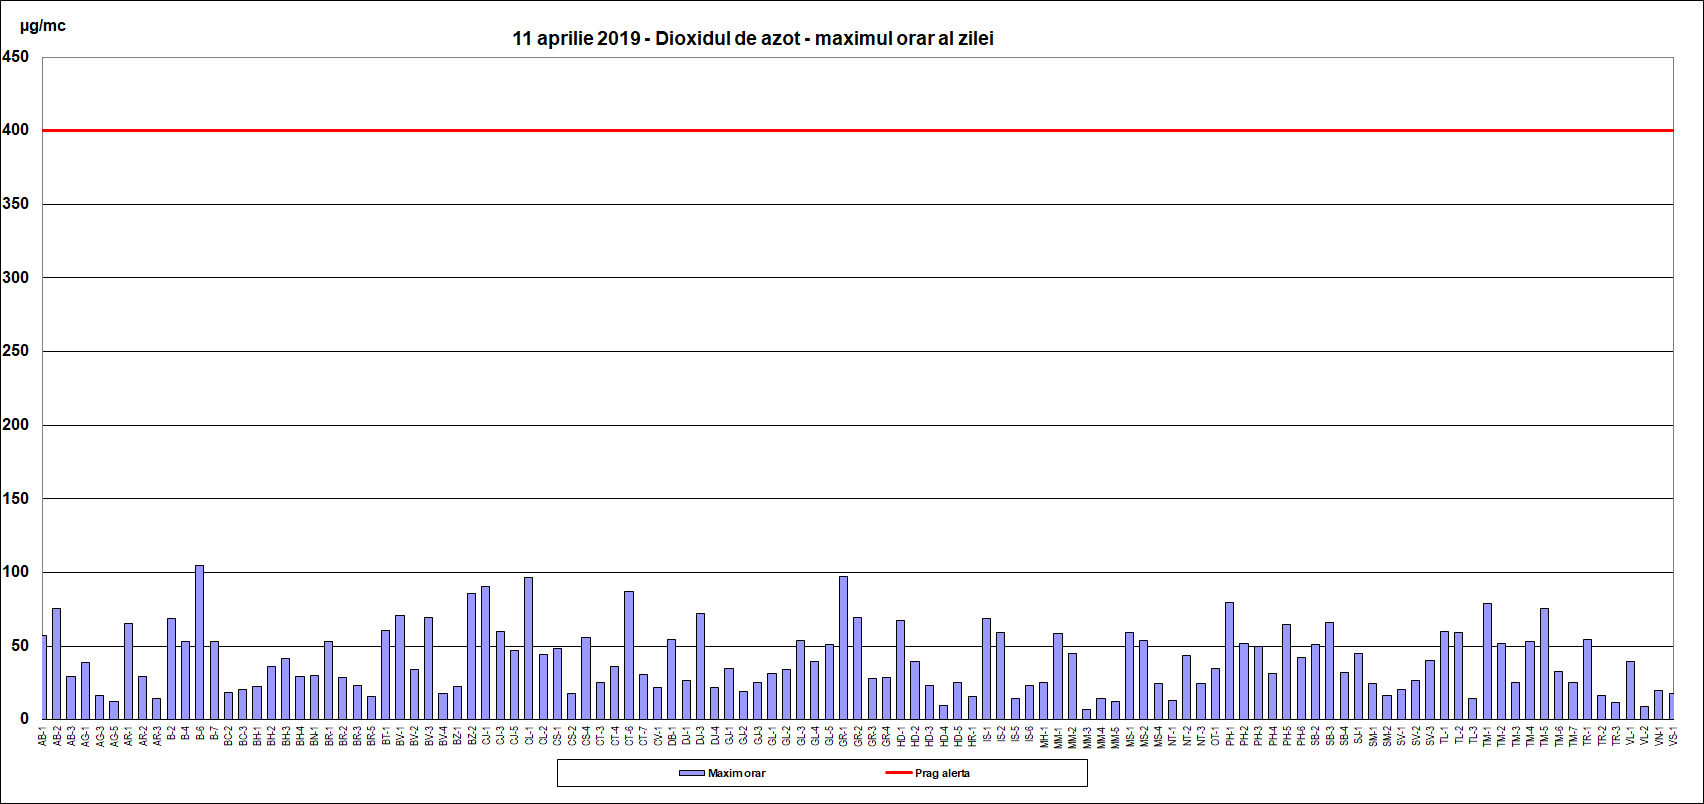 µg/mc
11 aprilie 2019 - Dioxidul de azot - maximul orar al zilei
450
400
350
300
250
200
150
100
50
0
AB-1 AB-2 AB-3 AG-1 AG-3 AG-5 AR-1 AR-2 AR-3 B-2 B-4 B-6 B-7 BC-2 BC-3 BH-1 BH-2 BH-3 BH-4 BN-1 BR-1 BR-2 BR-3 BR-5 BT-1 BV-1 BV-2 BV-3 BV-4 BZ-1 BZ-2 CJ-1 CJ-3 CJ-5 CL-1 CL-2 CS-1 CS-2 CS-4 CT-3 CT-4 CT-6 CT-7 CV-1 DB-1 DJ-1 DJ-3 DJ-4 GJ-1 GJ-2 GJ-3 GL-1 GL-2 GL-3 GL-4 GL-5 GR-1 GR-2 GR-3 GR-4 HD-1 HD-2 HD-3 HD-4 HD-5 HR-1 IS-1 IS-2 IS-5 IS-6 MH-1 MM-1 MM-2 MM-3 MM-4 MM-5 MS-1 MS-2 MS-4 NT-1 NT-2 NT-3 OT-1 PH-1 PH-2 PH-3 PH-4 PH-5 PH-6 SB-2 SB-3 SB-4 SJ-1 SM-1 SM-2 SV-1 SV-2 SV-3 TL-1 TL-2 TL-3 TM-1 TM-2 TM-3 TM-4 TM-5 TM-6 TM-7 TR-1 TR-2 TR-3 VL-1 VL-2 VN-1 VS-1
Maxim orar Prag alerta